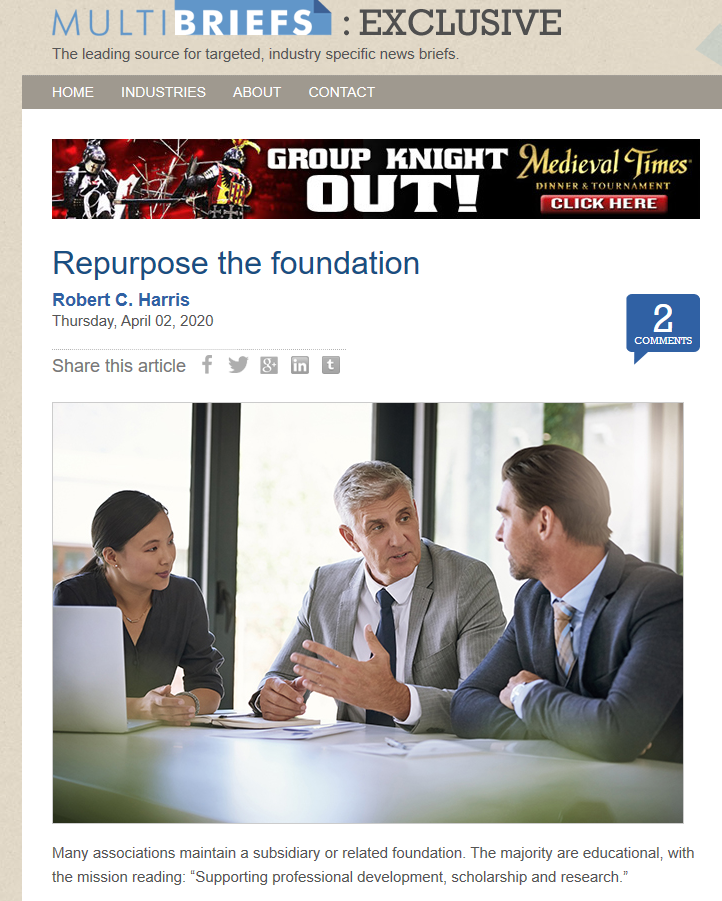 MULTIBRIEFS : EXCLUSIVE
The leading source for targeted, industry specific news briefs.
HOME INDUSTRIES ABOUT CONTACT
GROUP KNIGHT
OUT!
Medieval Times
DINNER & TOURNAMENT
CLICK HERE
Repurpose the foundation
Robert C. Harris
Thursday, April 02, 2020
2
COMMENTS
Share this article f g+ in t
Many associations maintain a subsidiary or related foundation. The majority are educational, with
the mission reading: “Supporting professional development, scholarship and research.”